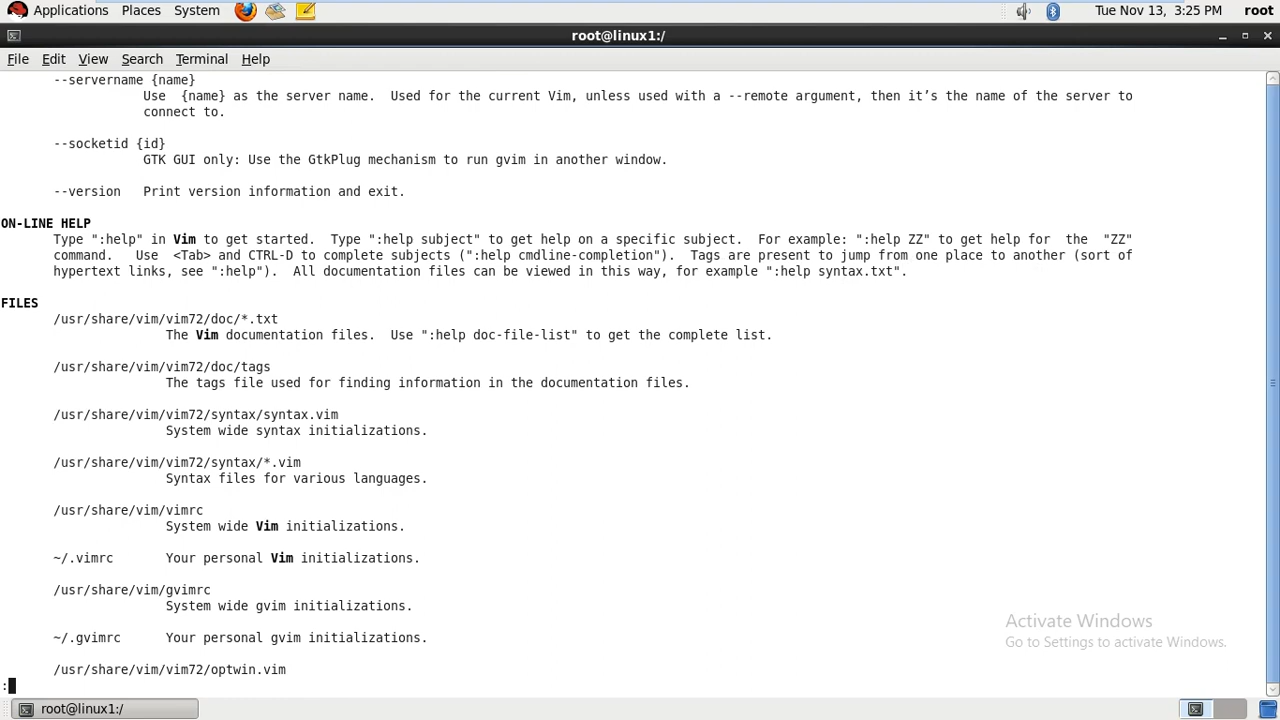 Applications Places System Tue Nov 13, 3:25 PM root
root@linux1:/
File Edit View Search Terminal Help
--servername {name}
Use {name} as the server name. Used for the current Vim, unless used with a --remote argument, then it’s the name of the server to
connect to.
--socketid {id}
GTK GUI only: Use the GtkPlug mechanism to run gvim in another window.
--version Print version information and exit.
ON-LINE HELP
Type ":help" in Vim to get started. Type ":help subject" to get help on a specific subject. For example: ":help ZZ" to get help for the "ZZ"
command. Use <Tab> and CTRL-D to complete subjects (":help cmdline-completion"). Tags are present to jump from one place to another (sort of
hypertext links, see ":help"). All documentation files can be viewed in this way, for example ":help syntax.txt".
FILES
/usr/share/vim/vim72/doc/*.txt
The Vim documentation files. Use ":help doc-file-list" to get the complete list.
/usr/share/vim/vim72/doc/tags
The tags file used for finding information in the documentation files.
/usr/share/vim/vim72/syntax/syntax.vim
System wide syntax initializations.
/usr/share/vim/vim72/syntax/*.vim
Syntax files for various languages.
/usr/share/vim/vimrc
System wide Vim initializations.
~/.vimrc Your personal Vim initializations.
/usr/share/vim/gvimrc
System wide gvim initializations.
~/.gvimrc Your personal gvim initializations.
/usr/share/vim/vim72/optwin.vim
:
Activate Windows
Go to Settings to activate Windows.
root@linux1:/